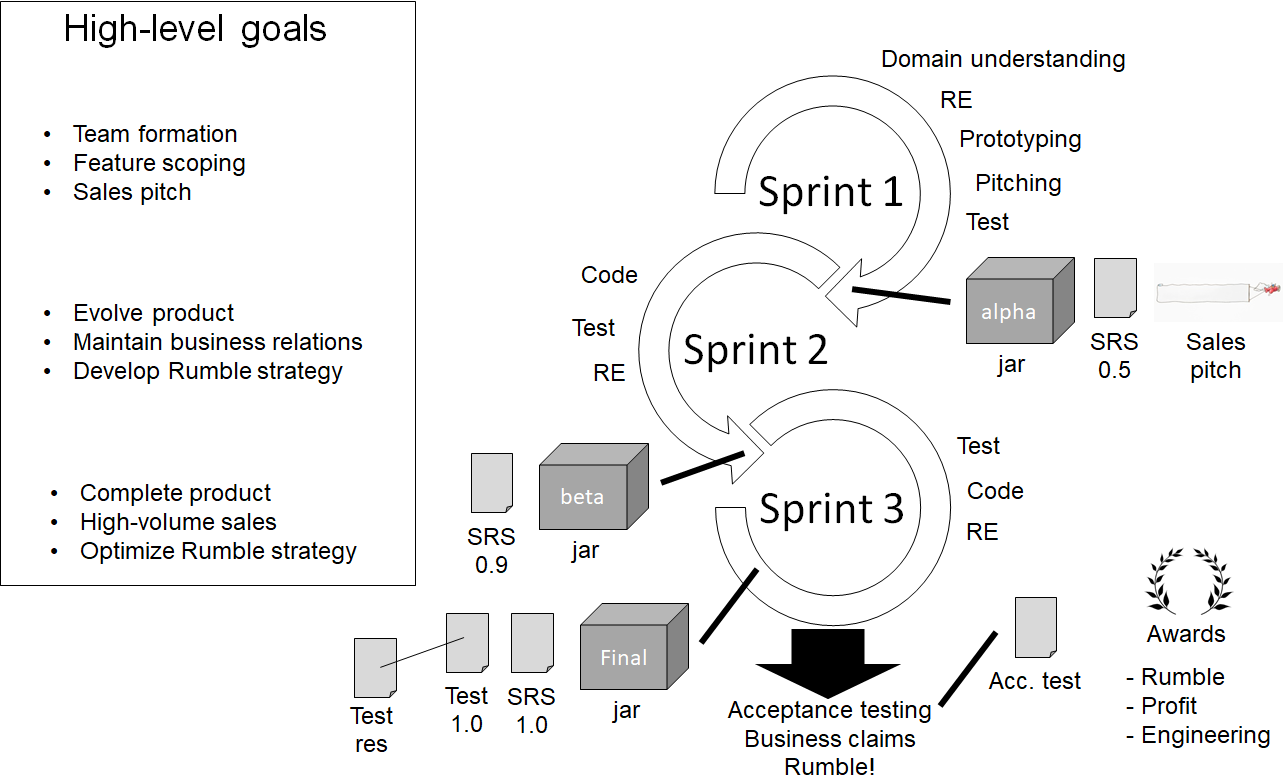 High-level goals
• Team formation
• Feature scoping
• Sales pitch
• Evolve product
• Maintain business relations
• Develop Rumble strategy
• Complete product
• High-volume sales
• Optimize Rumble strategy
Domain understanding
RE
Prototyping
Pitching
Test
Sprint 1
alpha
jar
SRS
0.5
Sales
pitch
Code
Test
RE
Sprint 2
SRS
0.9
beta
jar
Sprint 3
Test
Code
RE
Test
res
Test
1.0
SRS
1.0
Final
jar
Acceptance testing
Business claims
Rumble!
Acc. test
Awards
- Rumble
- Profit
- Engineering